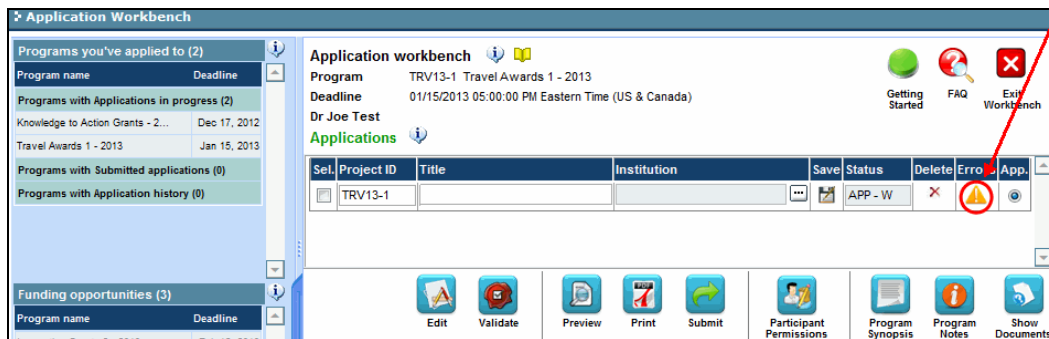 Application Workbench
Programs you've applied to (2)
Program name Deadline
Programs with Applications in progress (2)
Knowledge to Action Grants - 2... Dec 17, 2012
Travel Awards 1 - 2013 Jan 15, 2013
Programs with Submitted applications (0)
Programs with Application history (0)
Funding opportunities (3)
Program name Deadline
Application workbench
Program TRV13-1 Travel Awards 1 - 2013
Deadline 01/15/2013 05:00:00 PM Eastern Time (US & Canada)
Dr Joe Test
Applications
Getting Started
FAQ
Exit Workbench
Sel. Project ID Title Institution Save Status Delete Errors App.
TRV13-1 ... APP - W
Edit Validate Preview PDF Print Submit
Participant Permissions
Program Synopsis
Program Notes
Show Documents